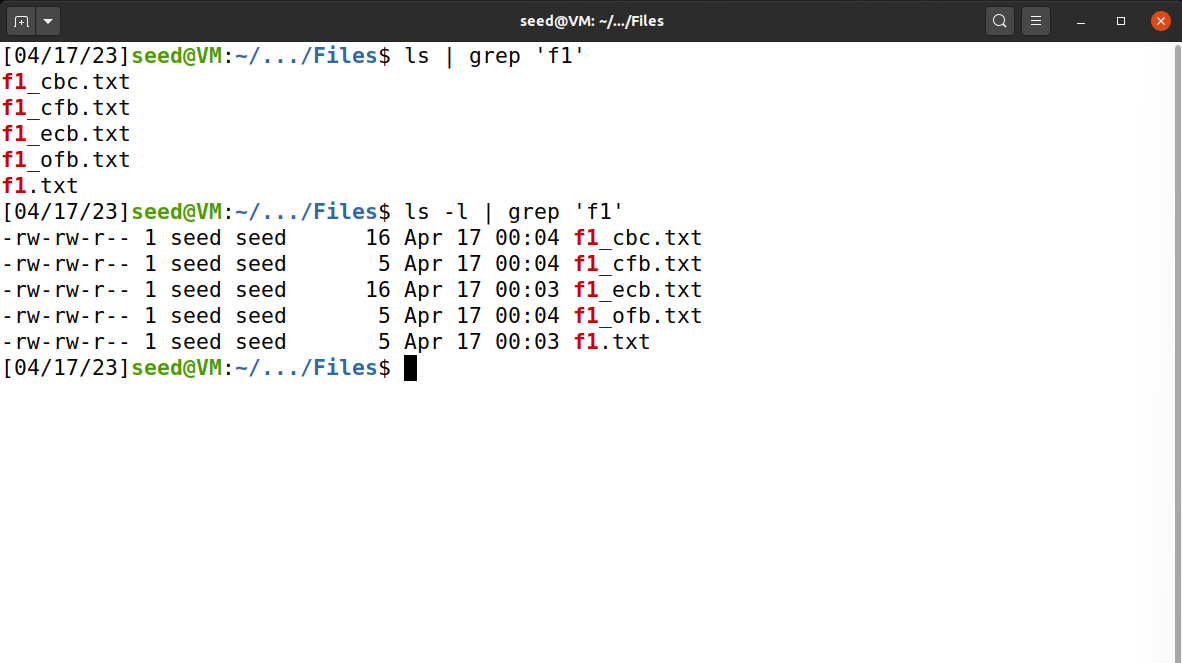 seed@VM: ~/.../Files
[04/17/23]seed@VM:~/.../Files$ ls | grep 'f1'
f1_cbc.txt
f1_cfb.txt
f1_ecb.txt
f1_ofb.txt
f1.txt
[04/17/23]seed@VM:~/.../Files$ ls -l | grep 'f1'
-rw-rw-r-- 1 seed seed      16 Apr 17 00:04 f1_cbc.txt
-rw-rw-r-- 1 seed seed       5 Apr 17 00:04 f1_cfb.txt
-rw-rw-r-- 1 seed seed      16 Apr 17 00:03 f1_ecb.txt
-rw-rw-r-- 1 seed seed       5 Apr 17 00:04 f1_ofb.txt
-rw-rw-r-- 1 seed seed       5 Apr 17 00:03 f1.txt
[04/17/23]seed@VM:~/.../Files$